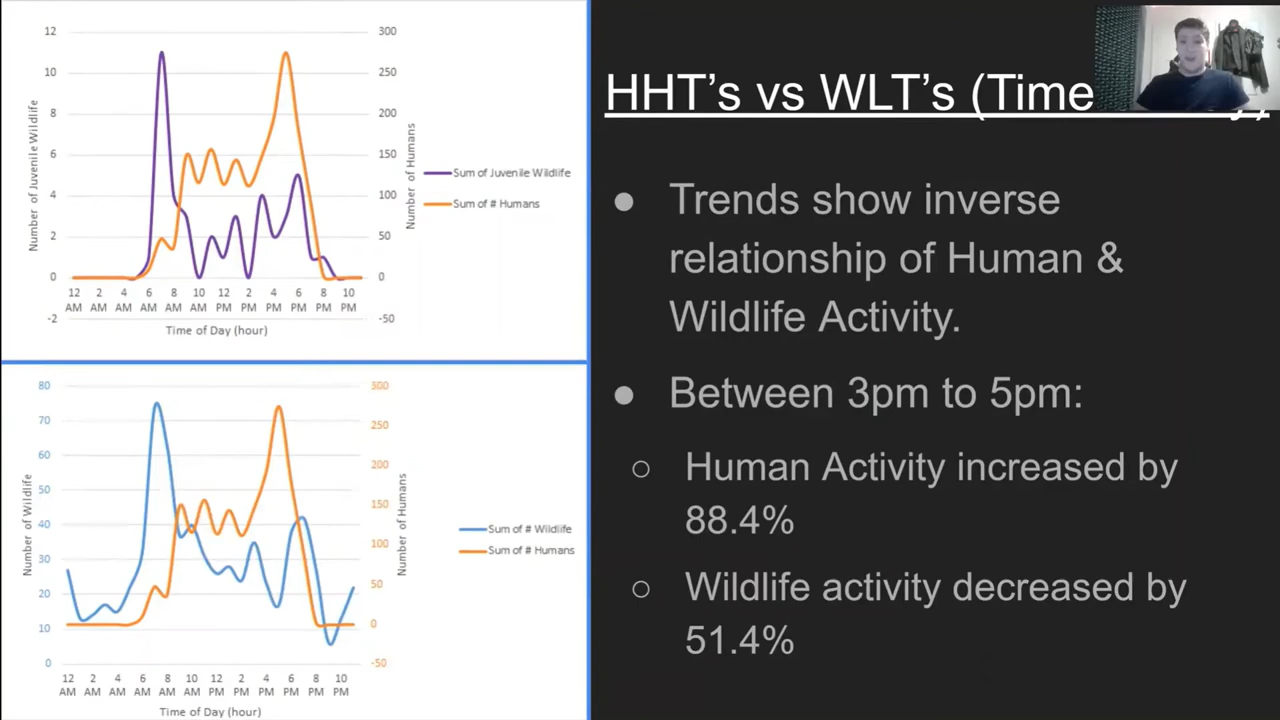 12
10
8
6
4
2
0
-2
Number of Juvenile Wildlife
300
250
200
150
100
50
0
-50
Number of Humans
12 2 4 6 8 10 12 2 4 6 8 10
AM AM AM AM AM AM PM PM PM PM PM PM
Time of Day (hour)
Sum of Juvenile Wildlife
Sum of # Humans
80
70
60
50
40
30
20
10
0
Number of Wildlife
300
250
200
150
100
50
0
-50
Number of Humans
12 2 4 6 8 10 12 2 4 6 8 10
AM AM AM AM AM AM PM PM PM PM PM PM
Time of Day (hour)
Sum of # Wildlife
Sum of # Humans
HHT’s vs WLT’s (Time
● Trends show inverse
relationship of Human &
Wildlife Activity.
● Between 3pm to 5pm:
○ Human Activity increased by
88.4%
○ Wildlife activity decreased by
51.4%